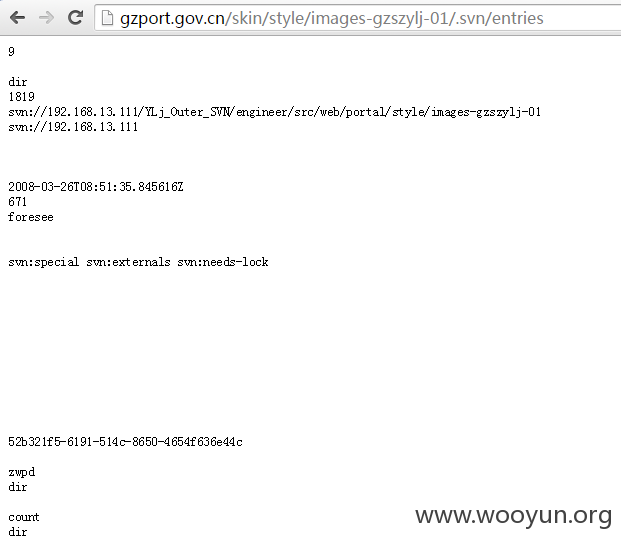 gzport.gov.cn/skin/style/images-gzszylj-01/.svn/entries
9
dir
1819
svn://192.168.13.111/YLj_Outer_SVN/engineer/src/web/portal/style/images-gzszylj-01
svn://192.168.13.111
2008-03-26T08:51:35.845616Z
671
foresee
svn:special svn:externals svn:needs-lock
52b321f5-6191-514c-8650-4654f636e44c
zwpd
dir
count
dir
www.wooyun.org